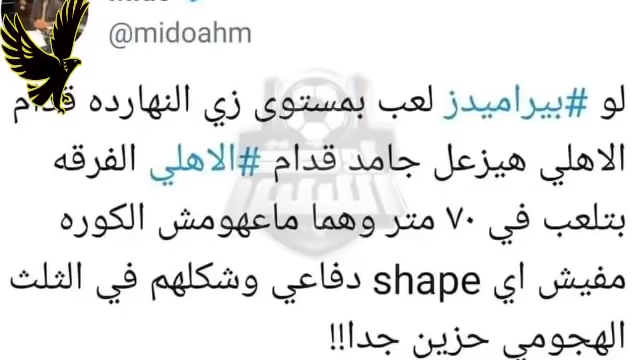 @midoahm
لو #بيراميدز لعب بمستوى زي النهارده قدام
الاهلي هيزعل جامد قدام #الاهلي الفرقه
بتلعب في ٧٠ متر وهما ماعهومش الكوره
مفيش اي shape دفاعي وشكلهم في الثلث
الهجومي حزين جدا!!